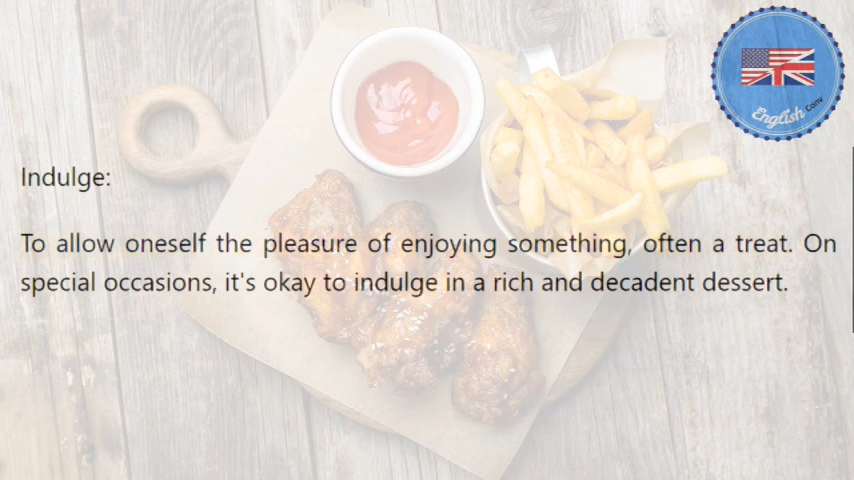 English Conv
Indulge:
To allow oneself the pleasure of enjoying something, often a treat. On
special occasions, it's okay to indulge in a rich and decadent dessert.